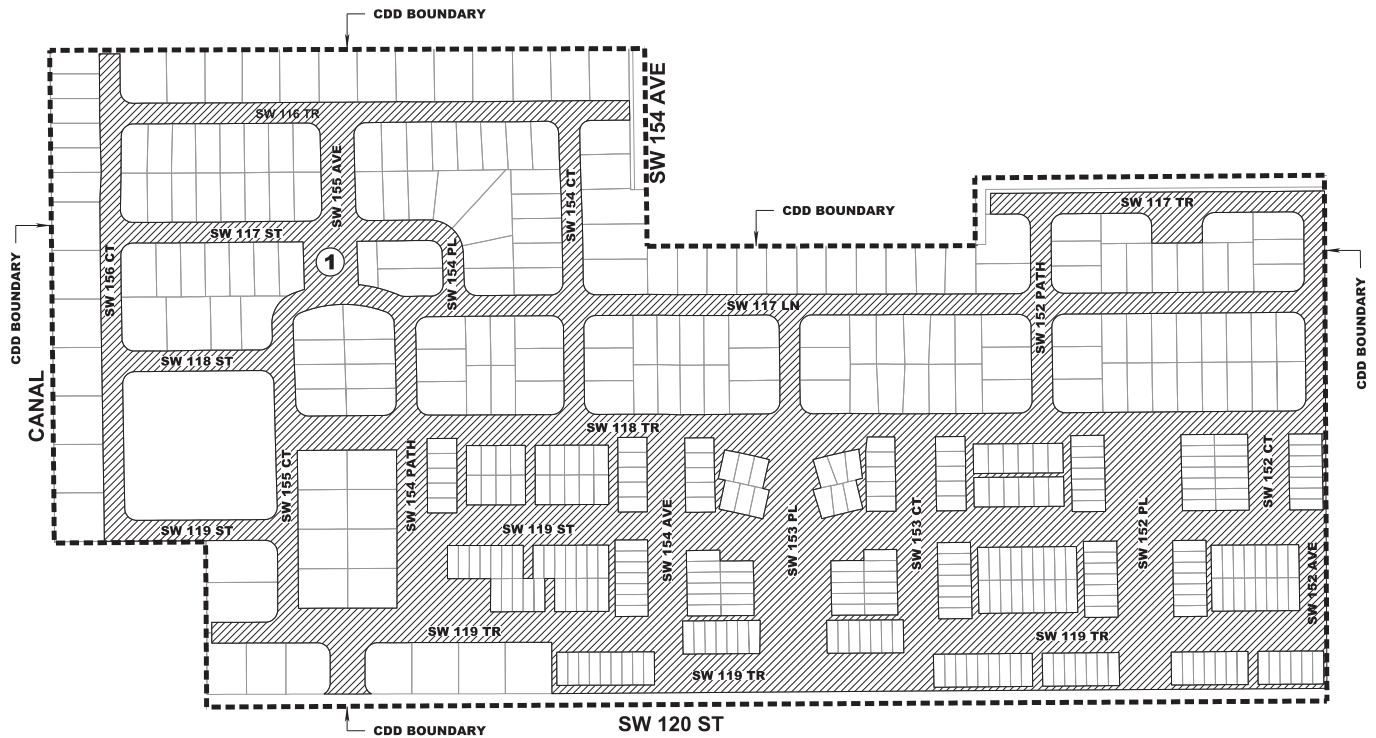 CDD BOUNDARY
SW 154 AVE
SW 116 TR
SW 155 AVE
SW 154 CT
SW 117 TR
CDD BOUNDARY
SW 117 ST
1
SW 156 CT
SW 154 PL
CDD BOUNDARY
CDD BOUNDARY
SW 152 PATH
SW 117 LN
SW 118 ST
CANAL
SW 118 TR
SW 155 CT
SW 154 PATH
SW 119 ST
SW 119 ST
SW 154 AVE
SW 153 PL
SW 153 CT
SW 152 PL
SW 152 CT
SW 152 AVE
SW 119 TR
SW 119 TR
SW 119 TR
CDD BOUNDARY
SW 120 ST